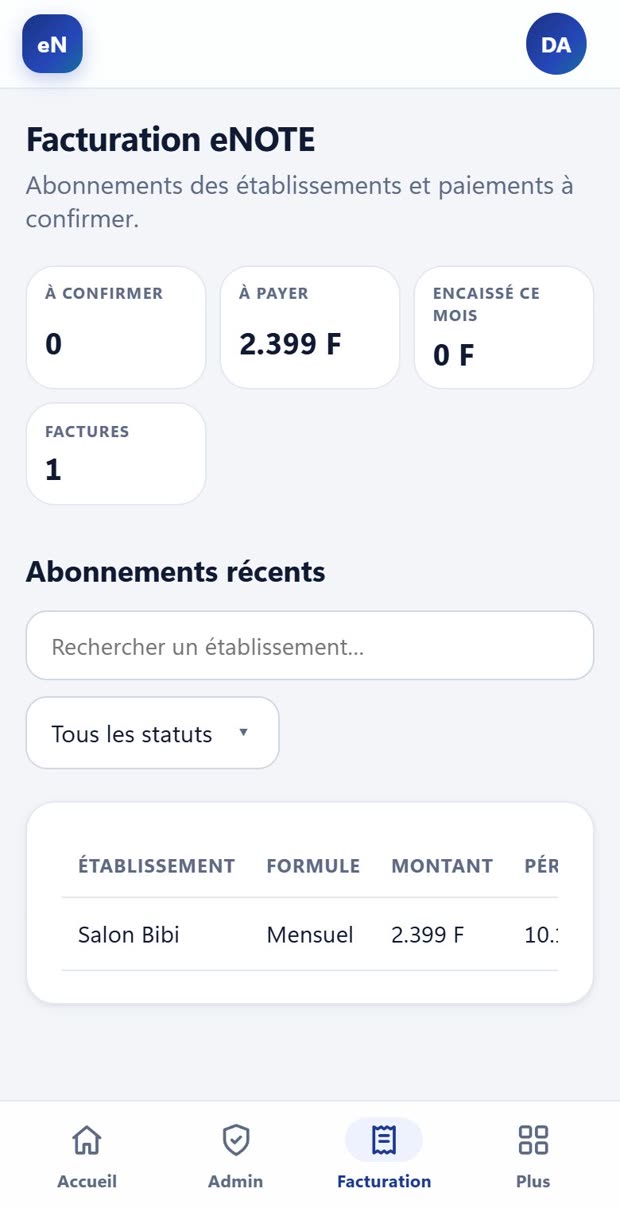 eN
DA
Facturation eNOTE
Abonnements des établissements et paiements à
confirmer.
À CONFIRMER
0
À PAYER
2.399 F
ENCAISSÉ CE
MOIS
0 F
FACTURES
1
Abonnements récents
Rechercher un établissement...
Tous les statuts
ÉTABLISSEMENT FORMULE MONTANT PÉR
Salon Bibi Mensuel 2.399 F 10.
Accueil Admin Facturation Plus